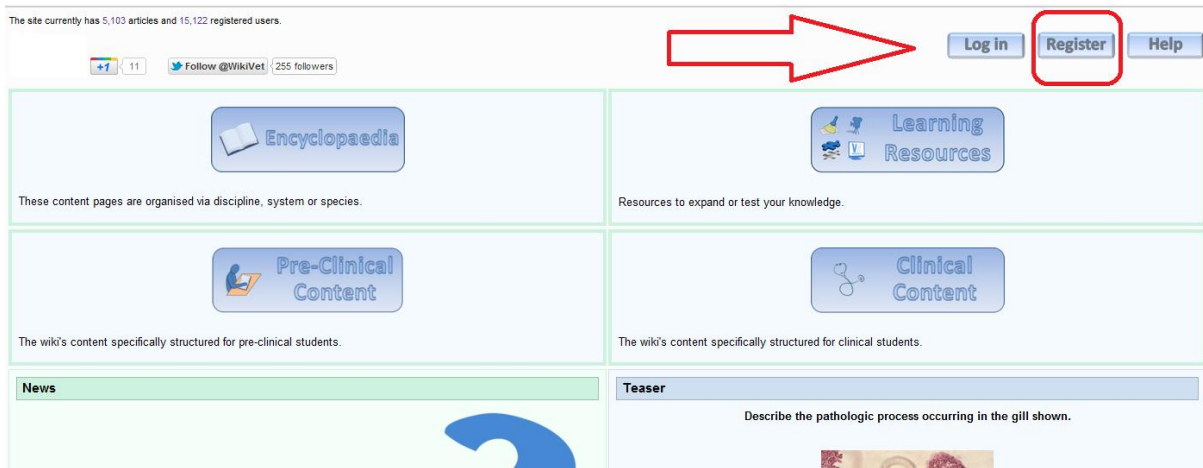 The site currently has 5,103 articles and 15,122 registered users.
Log in
Register
Help
+1
11
Follow @WikiVet
255 followers
Encyclopaedia
These content pages are organised via discipline, system or species.
Learning
Resources
Resources to expand or test your knowledge.
Pre-Clinical
Content
The wiki's content specifically structured for pre-clinical students.
Clinical
Content
The wiki's content specifically structured for clinical students.
News
Teaser
Describe the pathologic process occurring in the gill shown.